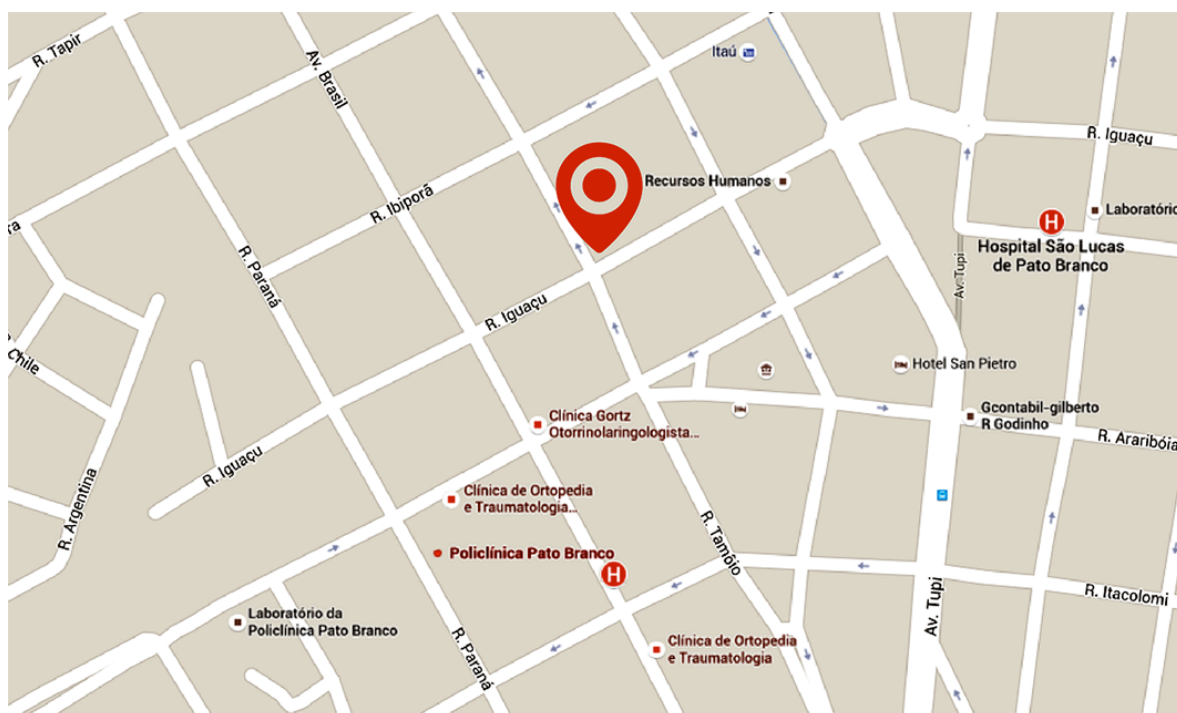 R. Tapir
Av. Brasil
Itaú
R. Iguaçu
Recursos Humanos
R. Ibiporã
Laboratório
H
Hospital São Lucas
de Pato Branco
ra
R. Paraná
Av. Tupi
R. Iguaçu
Chile
Hotel San Pietro
Clínica Gortz
Otorrinolaringologista...
Gcontabil-gilberto
R Godinho
R. Araribóia
R. Iguaçu
Clínica de Ortopedia
e Traumatologia...
R. Argentina
R. Tamôio
Policlínica Pato Branco
H
R. Itacolomi
Av. Tupi
Laboratório da
Policlínica Pato Branco
R. Paraná
Clínica de Ortopedia
e Traumatologia